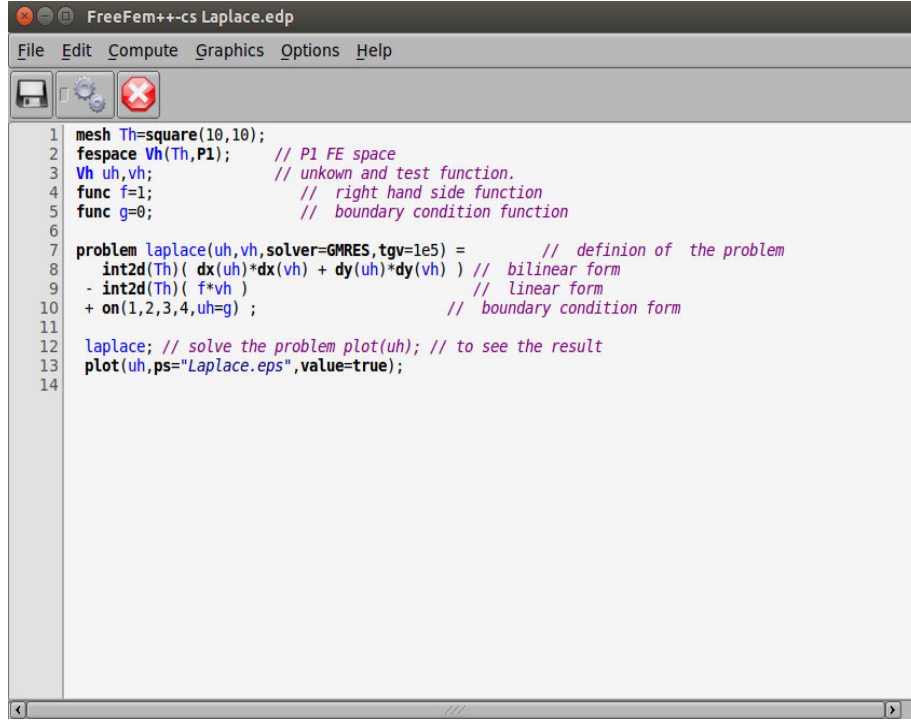 FreeFem++-cs Laplace.edp
File Edit Compute Graphics Options Help
1 mesh Th=square(10,10);
2 fespace Vh(Th,P1); // P1 FE space
3 Vh uh,vh; // unkown and test function.
4 func f=1; // right hand side function
5 func g=0; // boundary condition function
6
7 problem laplace(uh,vh,solver=GMRES,tgv=1e5) = // definion of the problem
8 int2d(Th)( dx(uh)*dx(vh) + dy(uh)*dy(vh) ) // bilinear form
9 - int2d(Th)( f*vh ) // linear form
10 + on(1,2,3,4,uh=g) ; // boundary condition form
11
12 laplace; // solve the problem plot(uh); // to see the result
13 plot(uh,ps="Laplace.eps",value=true);
14